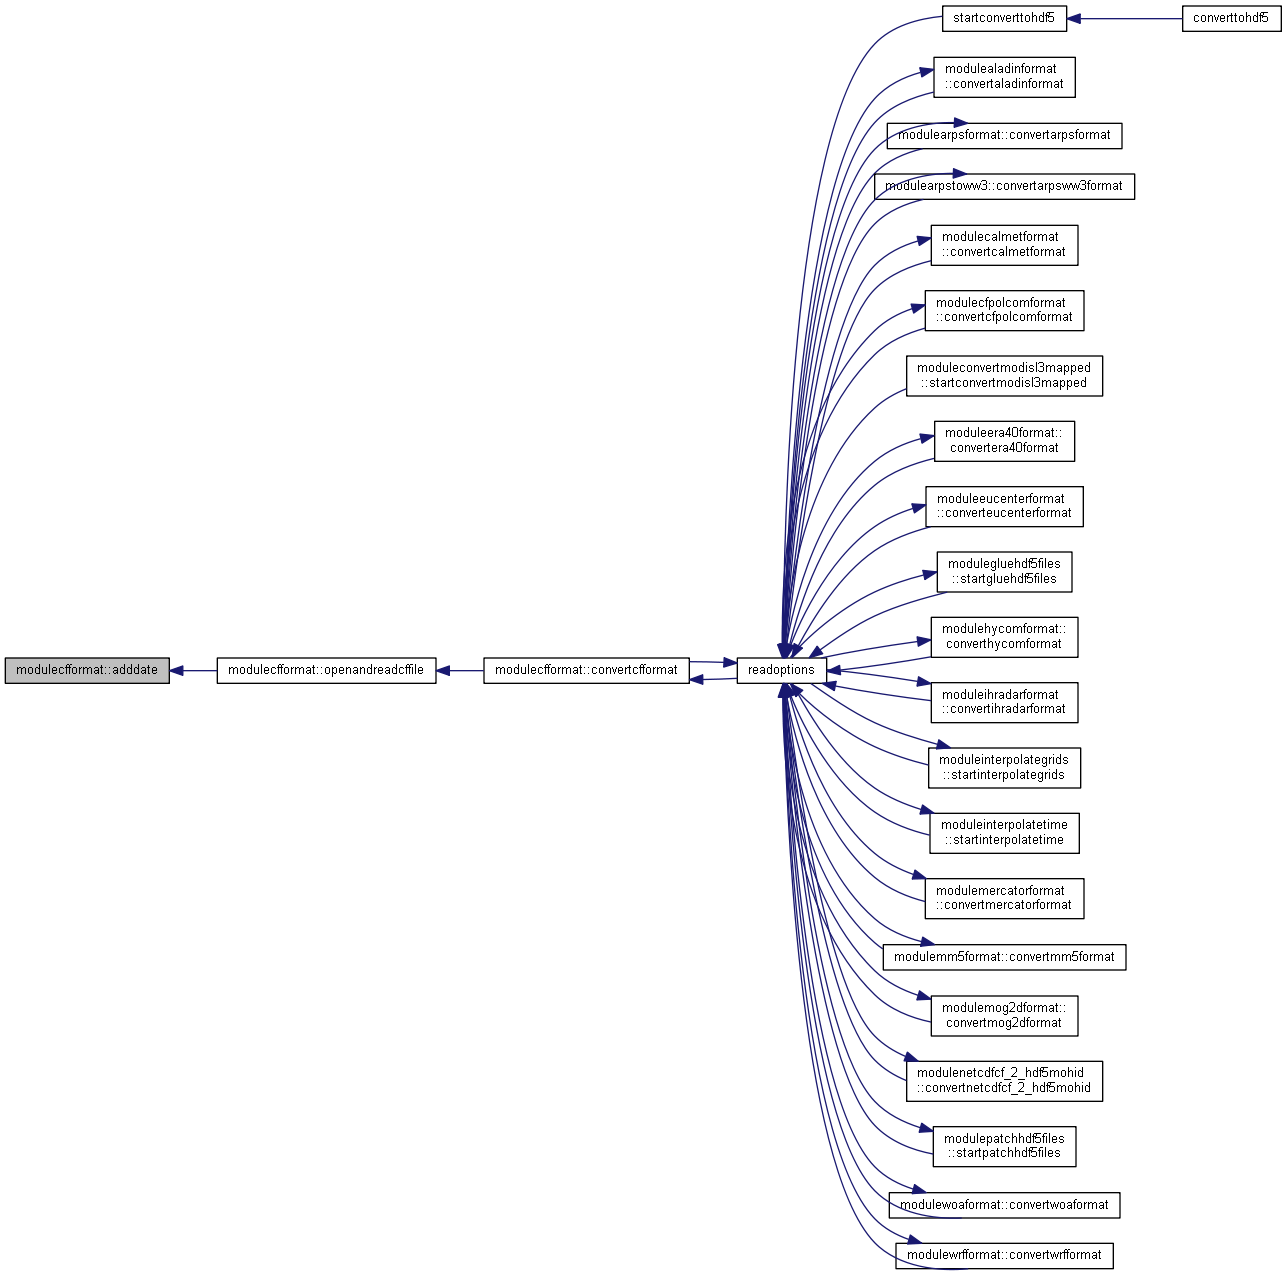 startconverttohdf5
converttohdf5
modulealadinformat
::convertaladinformat
modulearpsformat::convertarpsformat
modulearpstoww3::convertarpsww3format
modulecalmetformat
::convertcalmetformat
modulecfpolcomformat
::convertcfpolcomformat
moduleconvertmodisl3mapped
::startconvertmodisl3mapped
moduleera40format::
convertera40format
moduleeucenterformat
::converteucenterformat
modulegluehdf5files
::startgluehdf5files
modulehycomformat::
converthycomformat
modulecfformat::adddate
modulecfformat::openandreadcffile
modulecfformat::convertcfformat
readoptions
moduleihradarformat
::convertihradarformat
moduleinterpolategrids
::startinterpolategrids
moduleinterpolatetime
::startinterpolatetime
modulemercatorformat
::convertmercatorformat
modulemm5format::convertmm5format
modulemog2dformat::
convertmog2dformat
modulenetcdfcf_2_hdf5mohid
::convertnetcdfcf_2_hdf5mohid
modulepatchhdf5files
::startpatchhdf5files
modulewoaformat::convertwoaformat
modulewrfformat::convertwrfformat